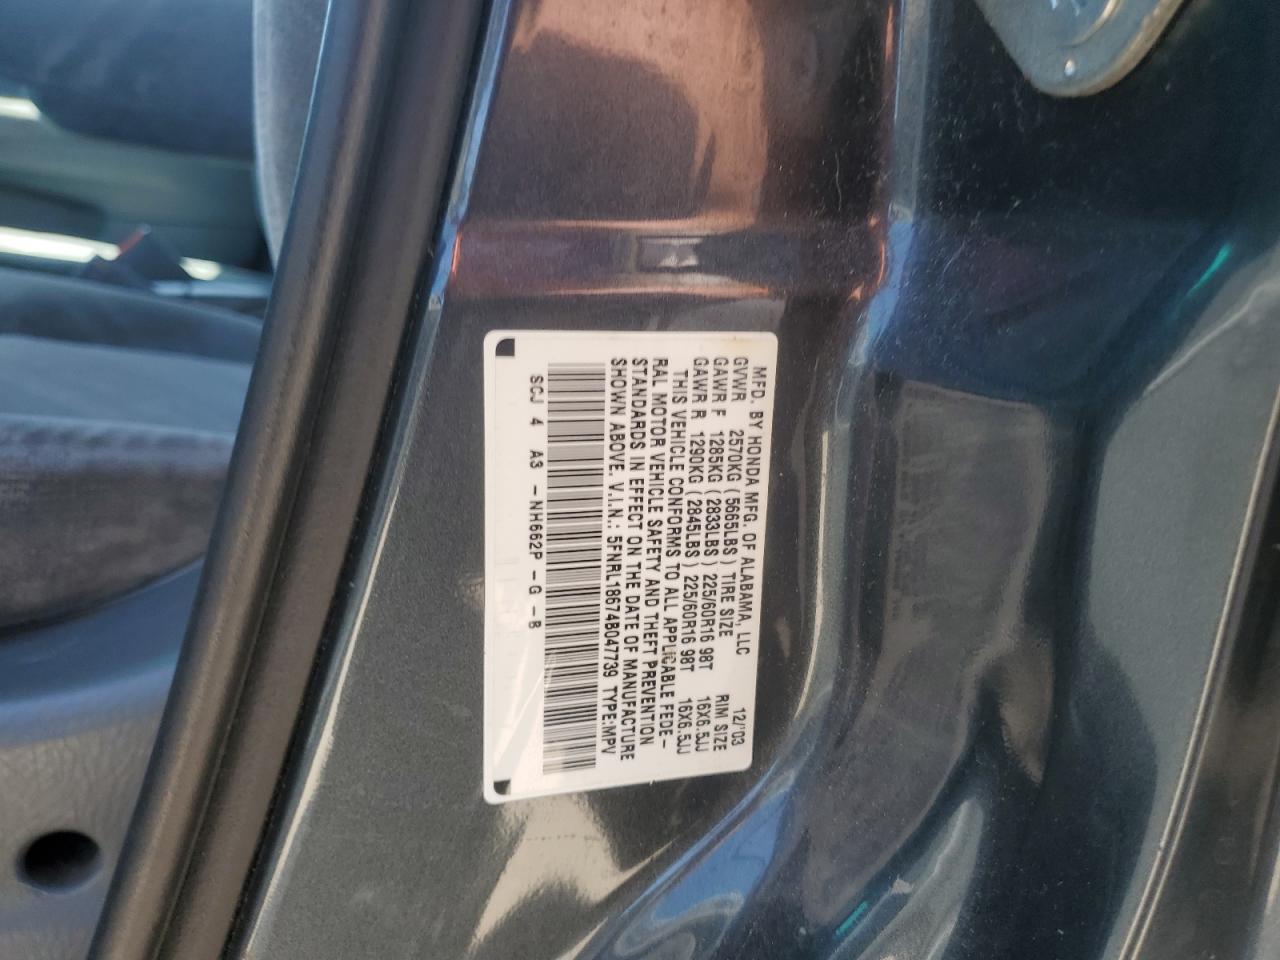 MFD. BY HONDA MFG. OF ALABAMA, LLC 12/'03
GVWR 2570KG (5665LBS) TIRE SIZE RIM SIZE
GAWR F 1285KG (2833LBS) 225/60R16 98T 16X6.5JJ
GAWR R 1290KG (2845LBS) 225/60R16 98T 16X6.5JJ
THIS VEHICLE CONFORMS TO ALL APPLICABLE FEDE-
RAL MOTOR VEHICLE SAFETY AND THEFT PREVENTION
STANDARDS IN EFFECT ON THE DATE OF MANUFACTURE
SHOWN ABOVE. V.I.N.: 5FNRL18674B047739 TYPE:MPV
SCJ 4 A3 -NH662P -G -B